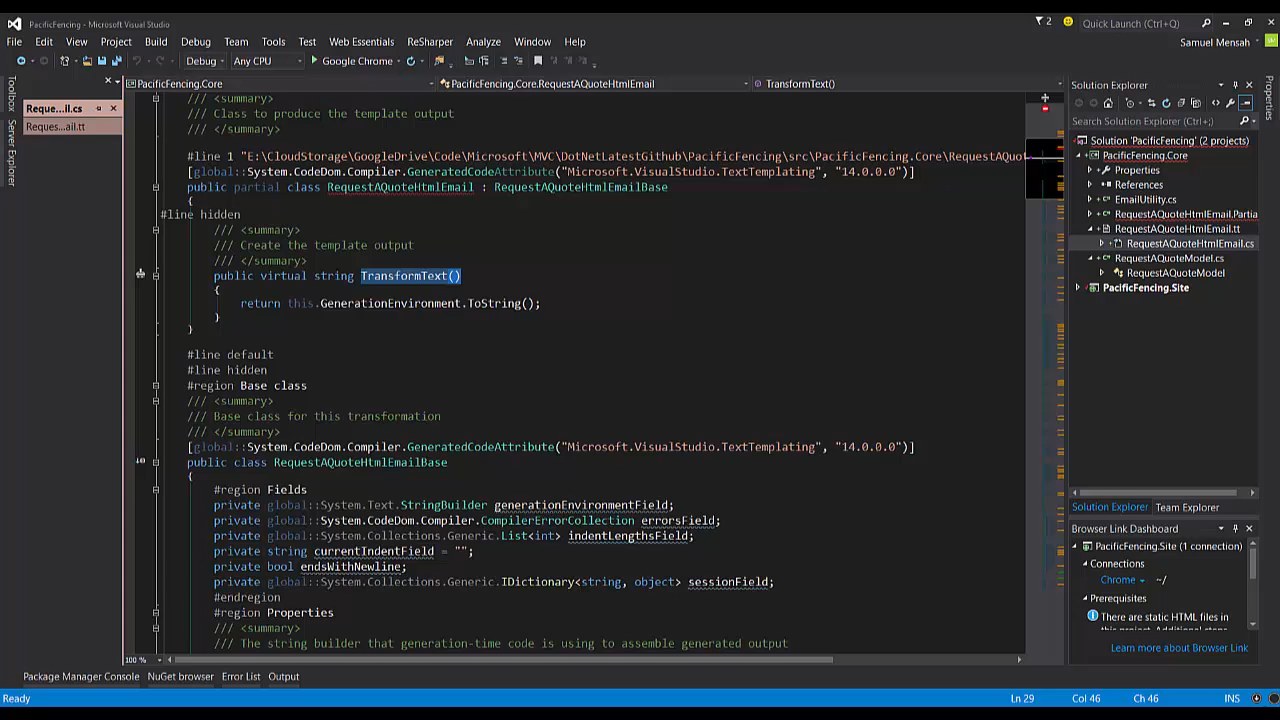 PacificFencing - Microsoft Visual Studio
2
Quick Launch (Ctrl+Q)
File Edit View Project Build Debug Team Tools Test Web Essentials ReSharper Analyze Window Help
Samuel Mensah
Debug Any CPU Google Chrome
Toolbox
Server Explorer
Reque...il.cs
Reques...ail.tt
PacificFencing.Core
PacificFencing.Core.RequestAQuoteHtmlEmail
TransformText()
/// <summary>
/// Class to produce the template output
/// </summary>
#line 1 "E:\CloudStorage\GoogleDrive\Code\Microsoft\MVC\DotNetLatestGithub\PacificFencing\src\PacificFencing.Core\RequestAQuot
[global::System.CodeDom.Compiler.GeneratedCodeAttribute("Microsoft.VisualStudio.TextTemplating", "14.0.0.0")]
public partial class RequestAQuoteHtmlEmail : RequestAQuoteHtmlEmailBase
{
#line hidden
/// <summary>
/// Create the template output
/// </summary>
public virtual string TransformText()
{
return this.GenerationEnvironment.ToString();
}
}
#line default
#line hidden
#region Base class
/// <summary>
/// Base class for this transformation
/// </summary>
[global::System.CodeDom.Compiler.GeneratedCodeAttribute("Microsoft.VisualStudio.TextTemplating", "14.0.0.0")]
public class RequestAQuoteHtmlEmailBase
{
#region Fields
private global::System.Text.StringBuilder generationEnvironmentField;
private global::System.CodeDom.Compiler.CompilerErrorCollection errorsField;
private global::System.Collections.Generic.List<int> indentLengthsField;
private string currentIndentField = "";
private bool endsWithNewline;
private global::System.Collections.Generic.IDictionary<string, object> sessionField;
#endregion
#region Properties
/// <summary>
/// The string builder that generation-time code is using to assemble generated output
100 %
Solution Explorer
Search Solution Explorer (Ctrl+;)
Solution 'PacificFencing' (2 projects)
PacificFencing.Core
Properties
References
EmailUtility.cs
RequestAQuoteHtmlEmail.Partia
RequestAQuoteHtmlEmail.tt
RequestAQuoteHtmlEmail.cs
RequestAQuoteModel.cs
RequestAQuoteModel
PacificFencing.Site
Solution Explorer Team Explorer
Browser Link Dashboard
PacificFencing.Site (1 connection)
Connections
Chrome ~/
Prerequisites
There are static HTML files in
Learn more about Browser Link
Properties
Package Manager Console NuGet browser Error List Output
Ready Ln 29 Col 46 Ch 46 INS